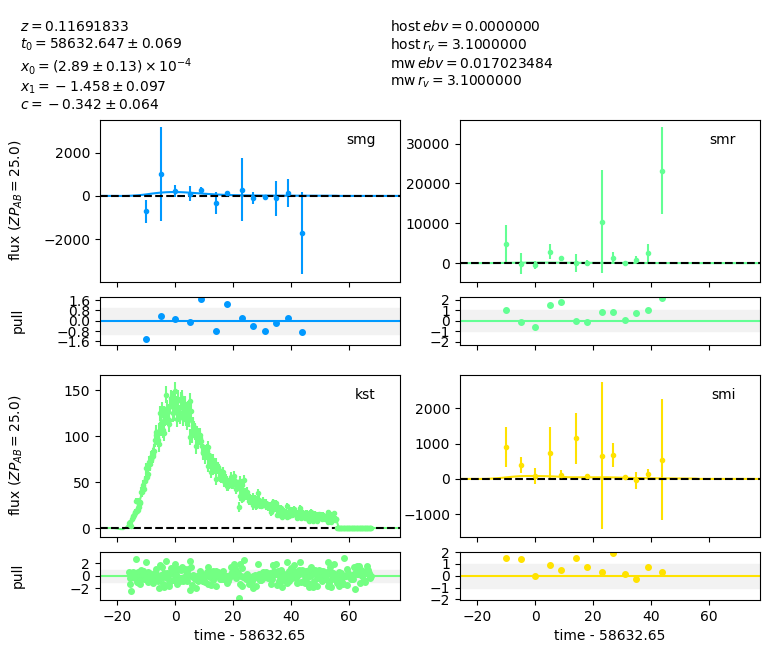 z = 0.11691833
t₀ = 58632.647 ± 0.069
x₀ = (2.89 ± 0.13) × 10⁻⁴
x₁ = −1.458 ± 0.097
c = −0.342 ± 0.064
host ebv = 0.0000000
host r_v = 3.1000000
mw ebv = 0.017023484
mw r_v = 3.1000000
smg
flux (ZP_AB = 25.0)
2000
0
−2000
smr
30000
20000
10000
0
pull
1.6
0.8
0.0
−0.8
−1.6
2
1
0
−1
−2
kst
flux (ZP_AB = 25.0)
150
100
50
0
smi
2000
1000
0
−1000
pull
2
0
−2
−20 0 20 40 60
time - 58632.65
2
1
0
−1
−2
−20 0 20 40 60
time - 58632.65